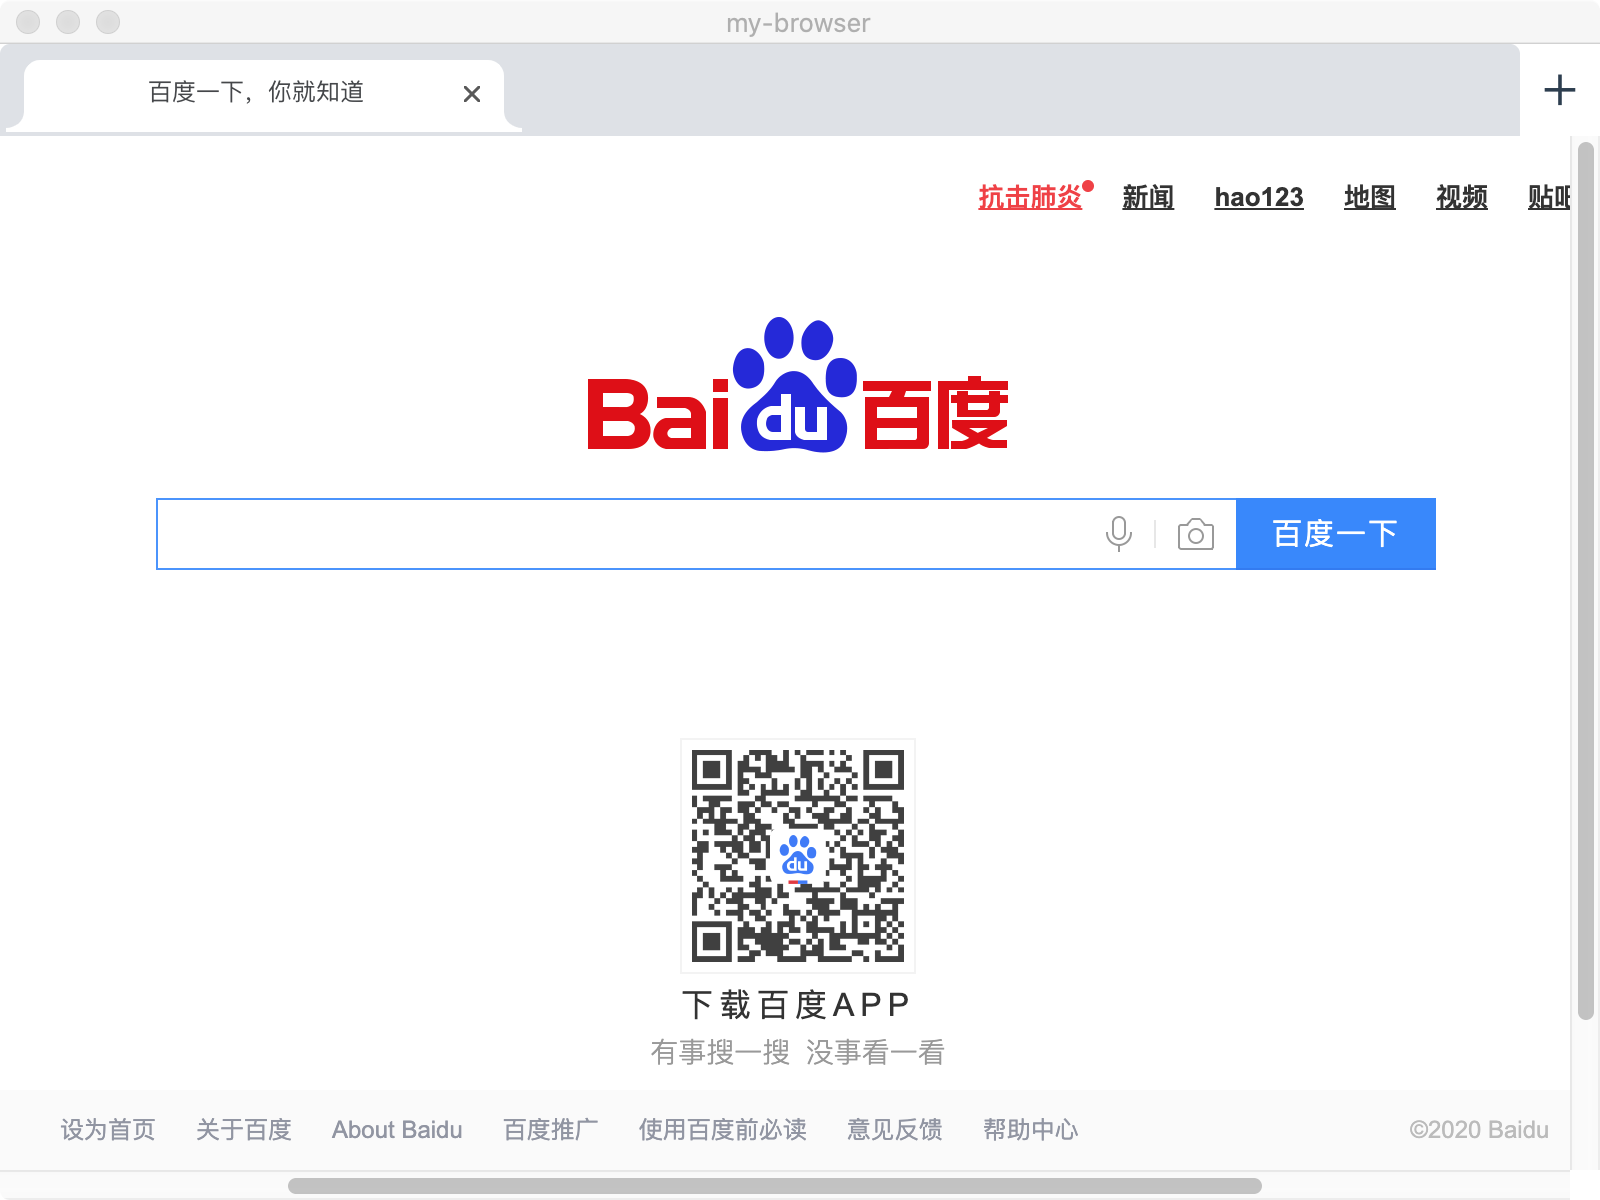 my-browser
百度一下，你就知道
抗击肺炎 新闻 hao123 地图 视频 贴吧
Bai du 百度
百度一下
du
下载百度APP
有事搜一搜 没事看一看
设为首页 关于百度 About Baidu 百度推广 使用百度前必读 意见反馈 帮助中心 ©2020 Baidu